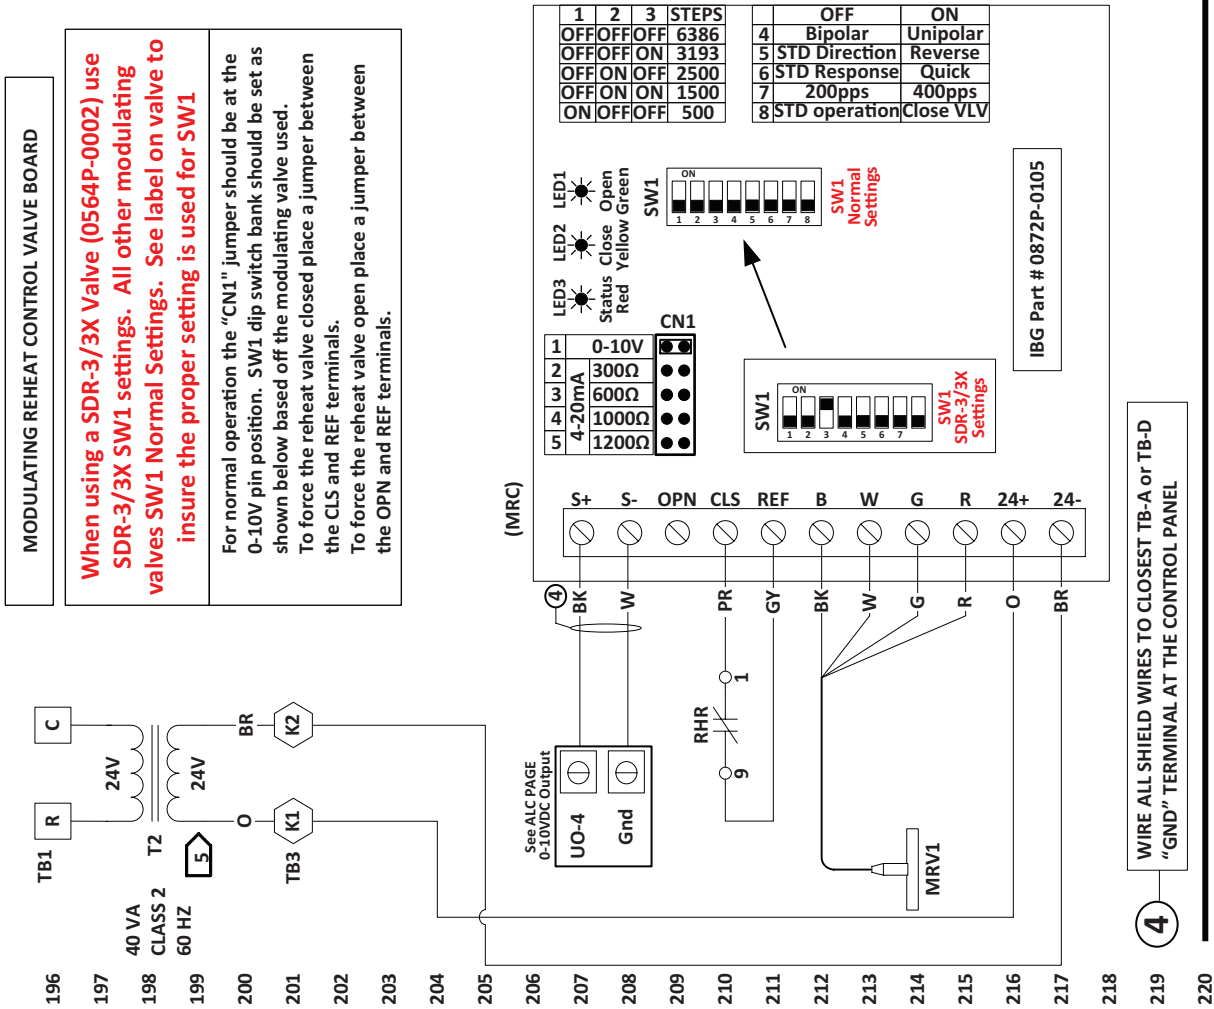 MODULATING REHEAT CONTROL VALVE BOARD
When using a SDR-3/3X Valve (0564P-0002) use
SDR-3/3X SW1 settings. All other modulating
valves SW1 Normal Settings. See label on valve to
insure the proper setting is used for SW1
For normal operation the “CN1" jumper should be at the
0-10V pin position. SW1 dip switch bank should be set as
shown below based off the modulating valve used.
To force the reheat valve closed place a jumper between
the CLS and REF terminals.
To force the reheat valve open place a jumper between
the OPN and REF terminals.
1 2 3 STEPS
OFF OFF OFF 6386
OFF OFF ON 3193
OFF ON OFF 2500
OFF ON ON 1500
ON OFF OFF 500
OFF ON
4 Bipolar Unipolar
5 STD Direction Reverse
6 STD Response Quick
7 200pps 400pps
8 STD operation Close VLV
LED1
Open
Green
LED2
Close
Yellow
LED3
Status
Red
SW1
ON
1 2 3 4 5 6 7 8
SW1
Normal
Settings
CN1
1 0-10V
4-20mA
2 300Ω
3 600Ω
4 1000Ω
5 1200Ω
SW1
ON
1 2 3 4 5 6 7
SW1
SDR-3/3X
Settings
IBG Part # 0872P-0105
(MRC)
S+ S- OPN CLS REF B W G R 24+ 24-
4
BK W PR GY BK W G R O BR
C
R
TB1
24V
T2
24V
40 VA
CLASS 2
60 HZ
5
BR
O
K2
K1
TB3
See ALC PAGE
0-10VDC Output
UO-4
Gnd
RHR
1
9
MRV1
4
WIRE ALL SHIELD WIRES TO CLOSEST TB-A or TB-D
“GND” TERMINAL AT THE CONTROL PANEL
196
197
198
199
200
201
202
203
204
205
206
207
208
209
210
211
212
213
214
215
216
217
218
219
220